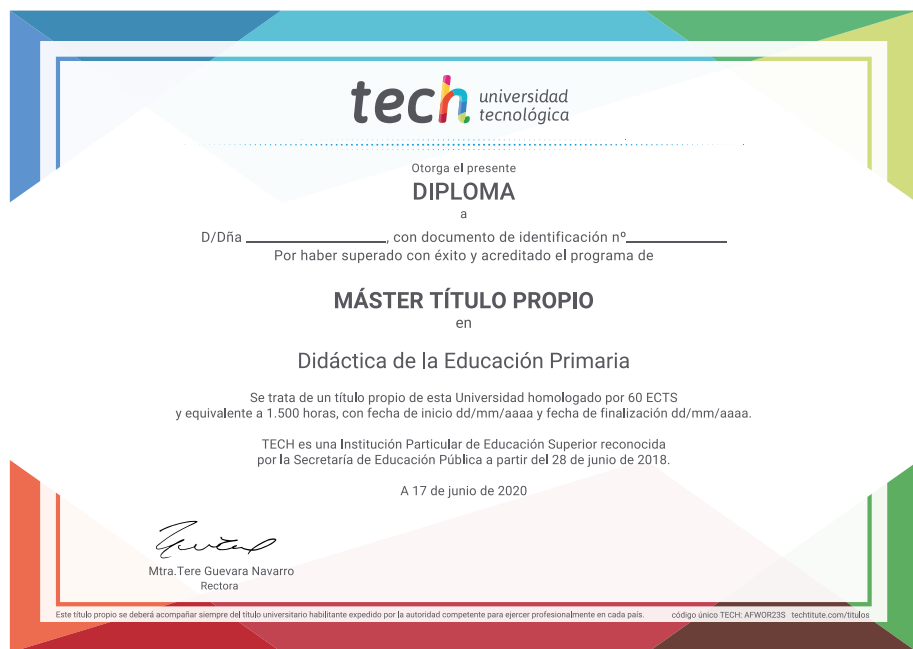 tech universidad
tecnológica
Otorga el presente
DIPLOMA
a
D/Dña ________________, con documento de identificación nº____________
Por haber superado con éxito y acreditado el programa de
MÁSTER TÍTULO PROPIO
en
Didáctica de la Educación Primaria
Se trata de un título propio de esta Universidad homologado por 60 ECTS
y equivalente a 1.500 horas, con fecha de inicio dd/mm/aaaa y fecha de finalización dd/mm/aaaa.
TECH es una Institución Particular de Educación Superior reconocida
por la Secretaría de Educación Pública a partir del 28 de junio de 2018.
A 17 de junio de 2020
Mtra.Tere Guevara Navarro
Rectora
Este título propio se deberá acompañar siempre del título universitario habilitante expedido por la autoridad competente para ejercer profesionalmente en cada país. código único TECH: AFWOR23S techtitute.com/titulos